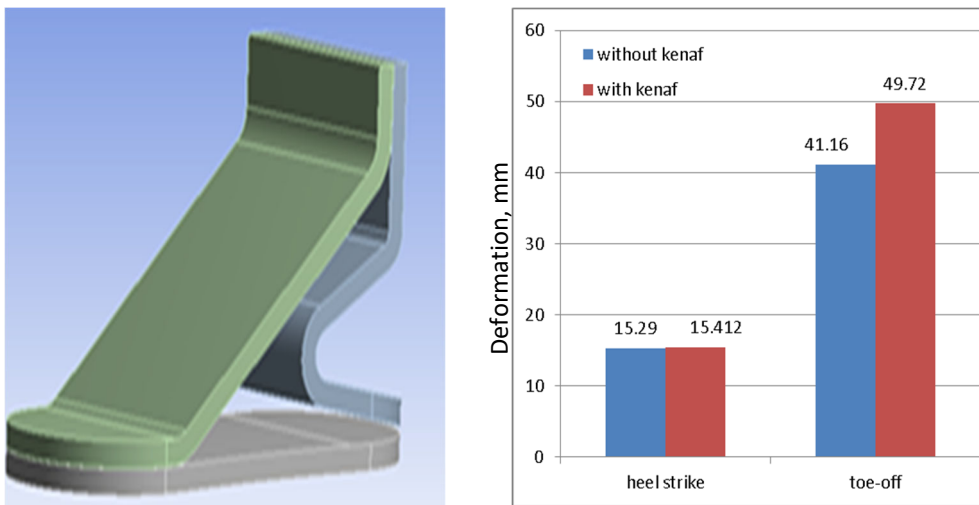 Deformation, mm
60
50
40
30
20
10
0
without kenaf
with kenaf
15.29
15.412
41.16
49.72
heel strike
toe-off